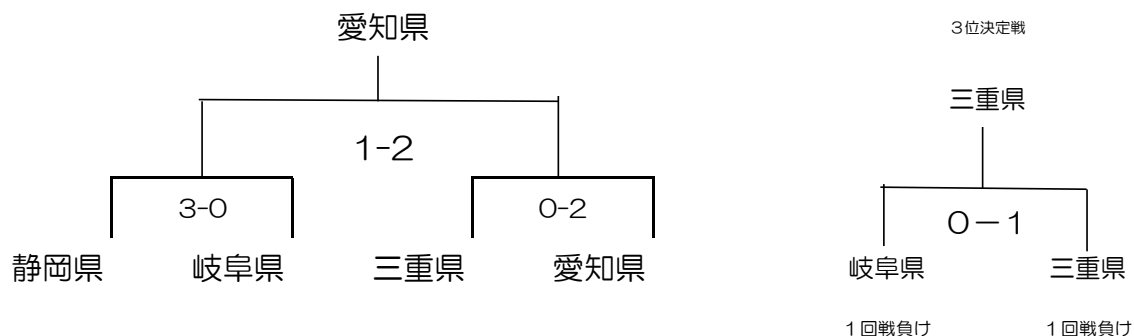 愛知県
1-2
3-0
0-2
静岡県 岐阜県 三重県 愛知県
３位決定戦
三重県
０－１
岐阜県 三重県
１回戦負け １回戦負け